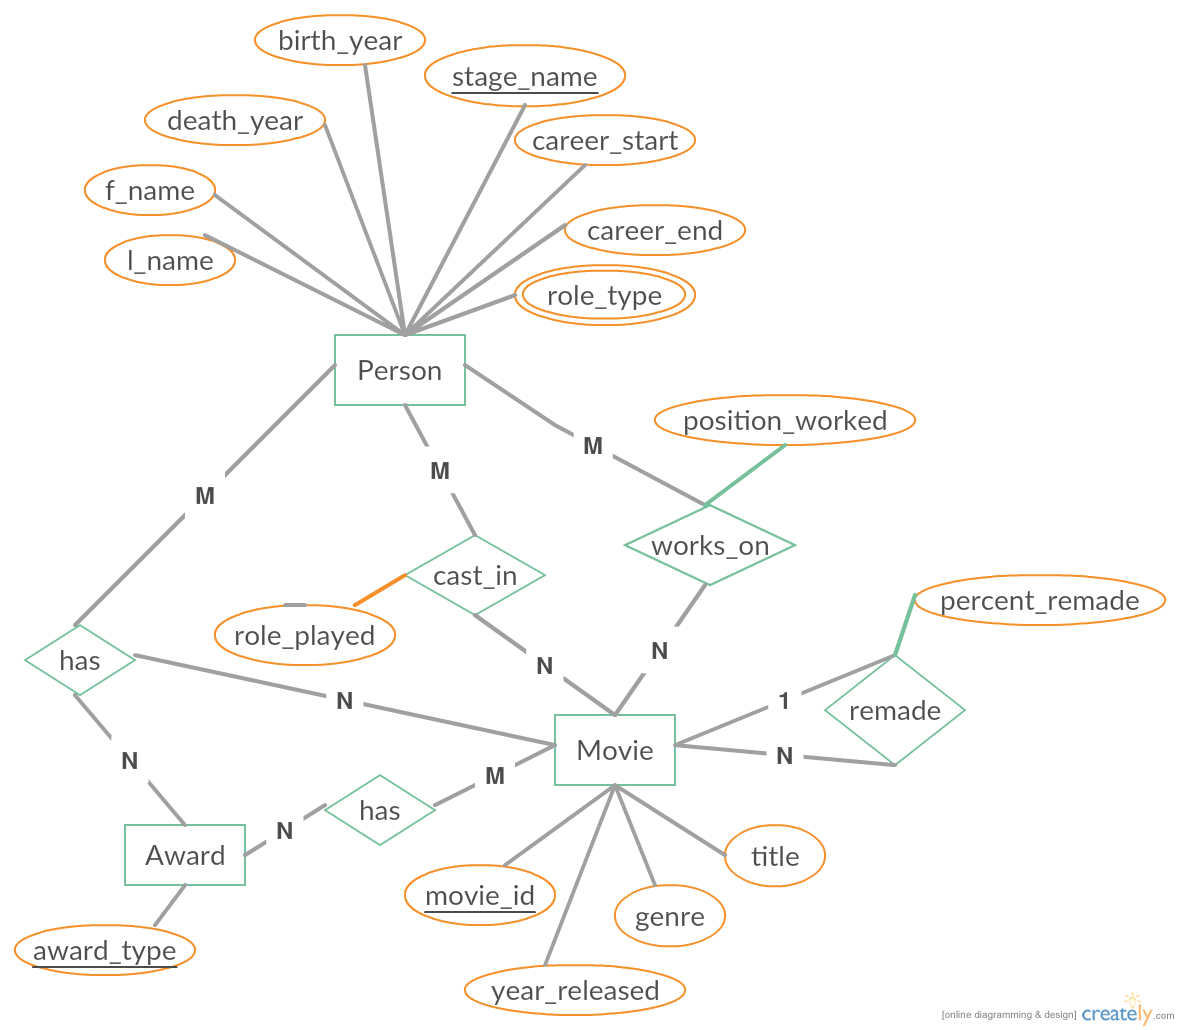 birth_year
stage_name
death_year
career_start
f_name
career_end
l_name
role_type
Person
position_worked
M
M
M
works_on
cast_in
percent_remade
role_played
N
N
has
N
1
remade
Movie
N
N
M
has
N
Award
title
movie_id
genre
award_type
year_released
[online diagramming & design] creately.com